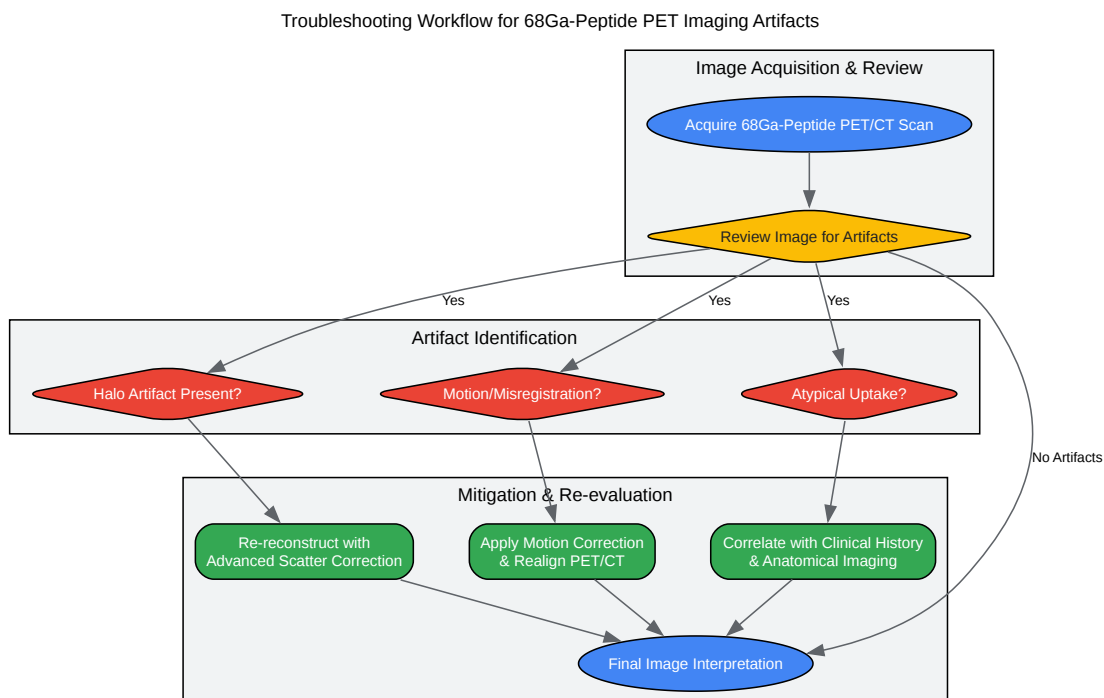 Troubleshooting Workflow for 68Ga-Peptide PET Imaging Artifacts
Image Acquisition & Review
Acquire 68Ga-Peptide PET/CT Scan
Review Image for Artifacts
Yes
Yes
Yes
Artifact Identification
Halo Artifact Present?
Motion/Misregistration?
Atypical Uptake?
No Artifacts
Mitigation & Re-evaluation
Re-reconstruct with
Advanced Scatter Correction
Apply Motion Correction
& Realign PET/CT
Correlate with Clinical History
& Anatomical Imaging
Final Image Interpretation